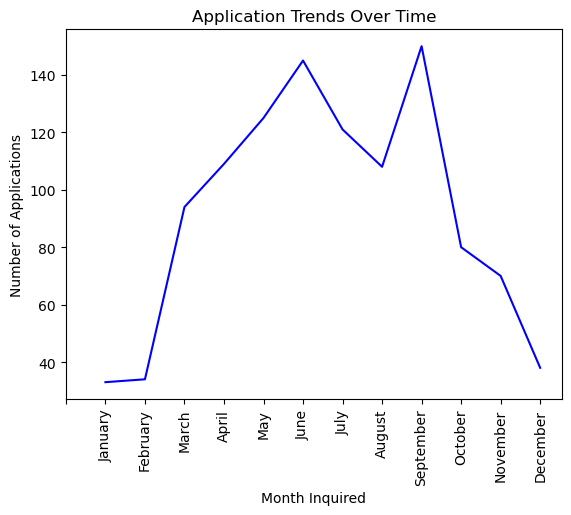 Application Trends Over Time
Number of Applications
140
120
100
80
60
40
January
February
March
April
May
June
July
August
September
October
November
December
Month Inquired